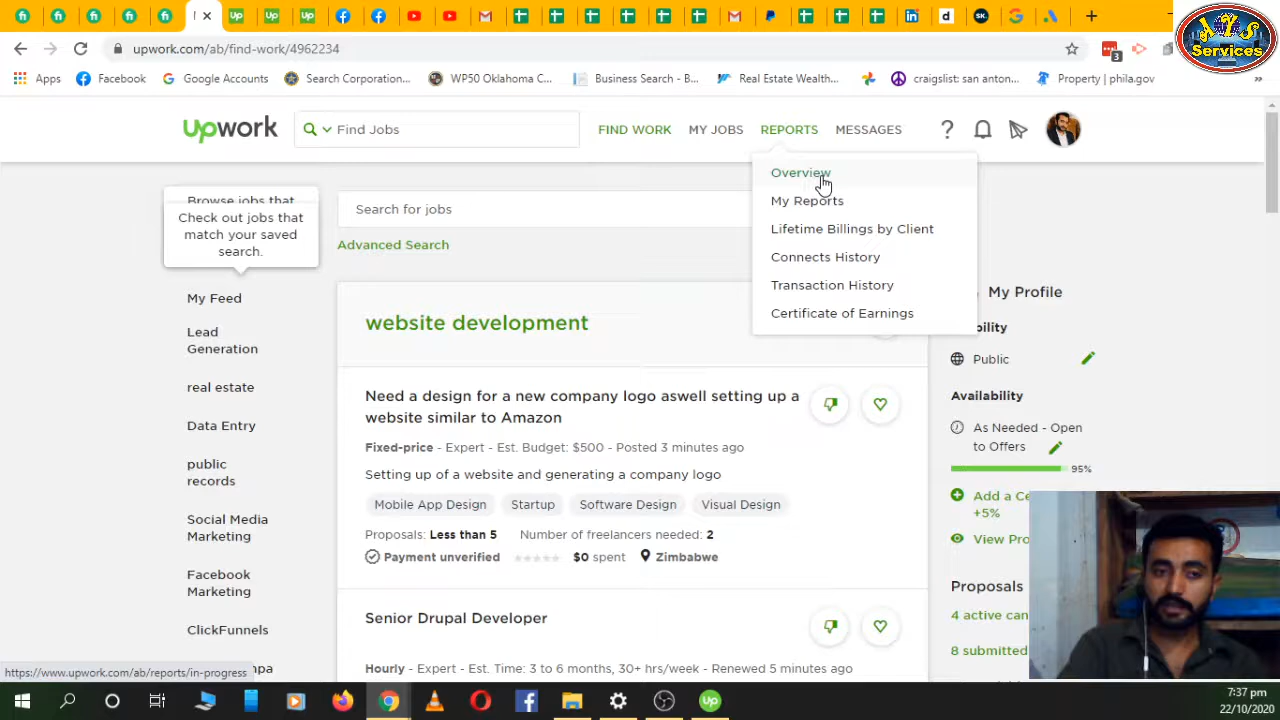 upwork.com/ab/find-work/4962234
3
AZS
Services
Apps
Facebook
Google Accounts
Search Corporation...
WP50 Oklahoma C...
Business Search - B...
Real Estate Wealth...
craigslist: san anton...
Property | phila.gov
»
upwork
Find Jobs
FIND WORK
MY JOBS
REPORTS
MESSAGES
?
Overview
My Reports
Lifetime Billings by Client
Connects History
Transaction History
Certificate of Earnings
Browse jobs that
Check out jobs that
match your saved
search.
Search for jobs
Advanced Search
My Feed
Lead
Generation
real estate
Data Entry
public
records
Social Media
Marketing
Facebook
Marketing
ClickFunnels
website development
Need a design for a new company logo aswell setting up a
website similar to Amazon
Fixed-price - Expert - Est. Budget: $500 - Posted 3 minutes ago
Setting up of a website and generating a company logo
Mobile App Design
Startup
Software Design
Visual Design
Proposals: Less than 5
Number of freelancers needed: 2
Payment unverified
$0 spent
Zimbabwe
Senior Drupal Developer
Hourly - Expert - Est. Time: 3 to 6 months, 30+ hrs/week - Renewed 5 minutes ago
My Profile
Public
Availability
As Needed - Open
to Offers
95%
Add a Ce
+5%
View Pro
Proposals
4 active can
8 submitted
https://www.upwork.com/ab/reports/in-progress
7:37 pm
22/10/2020